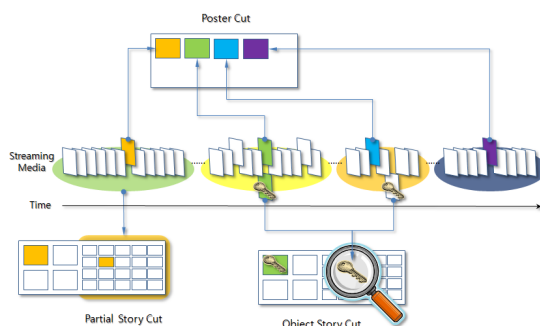 Poster Cut
Streaming
Media
Time
Partial Story Cut
Object Story Cut